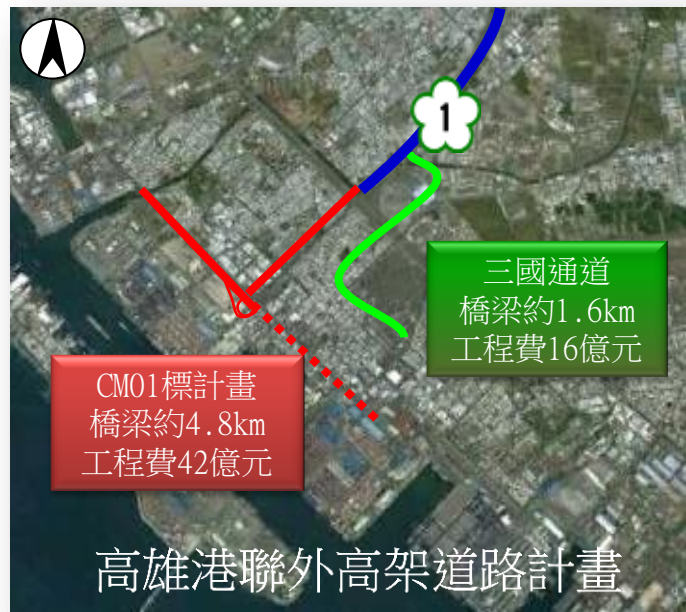 1
三國通道
橋梁約1.6km
工程費16億元
CM01標計畫
橋梁約4.8km
工程費42億元
高雄港聯外高架道路計畫